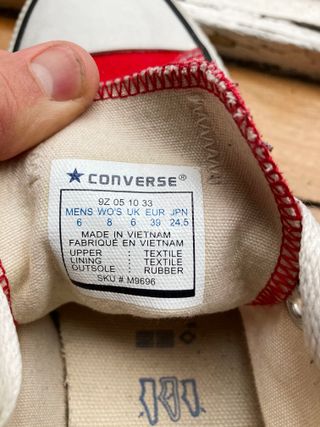 CONVERSE®
9Z 05 10 33
MENS WO'S UK EUR JPN
6 8 6 39 24.5
MADE IN VIETNAM
FABRIQUÉ EN VIETNAM
UPPER : TEXTILE
LINING : TEXTILE
OUTSOLE : RUBBER
SKU # M9696